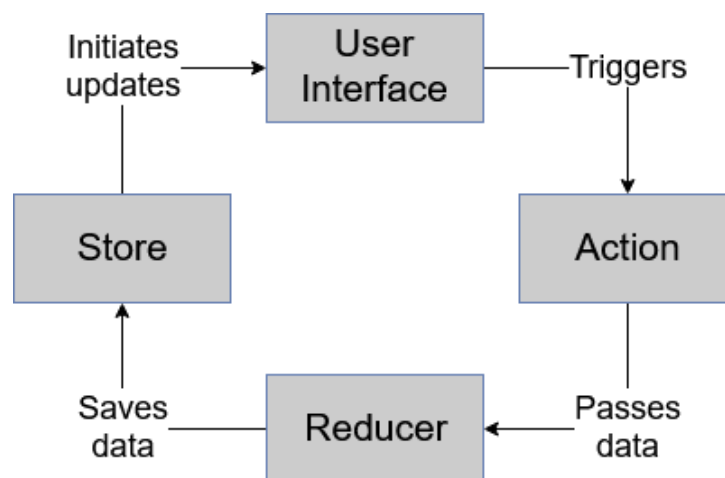 Initiates
updates
User
Interface
Triggers
Store
Action
Saves
data
Reducer
Passes
data